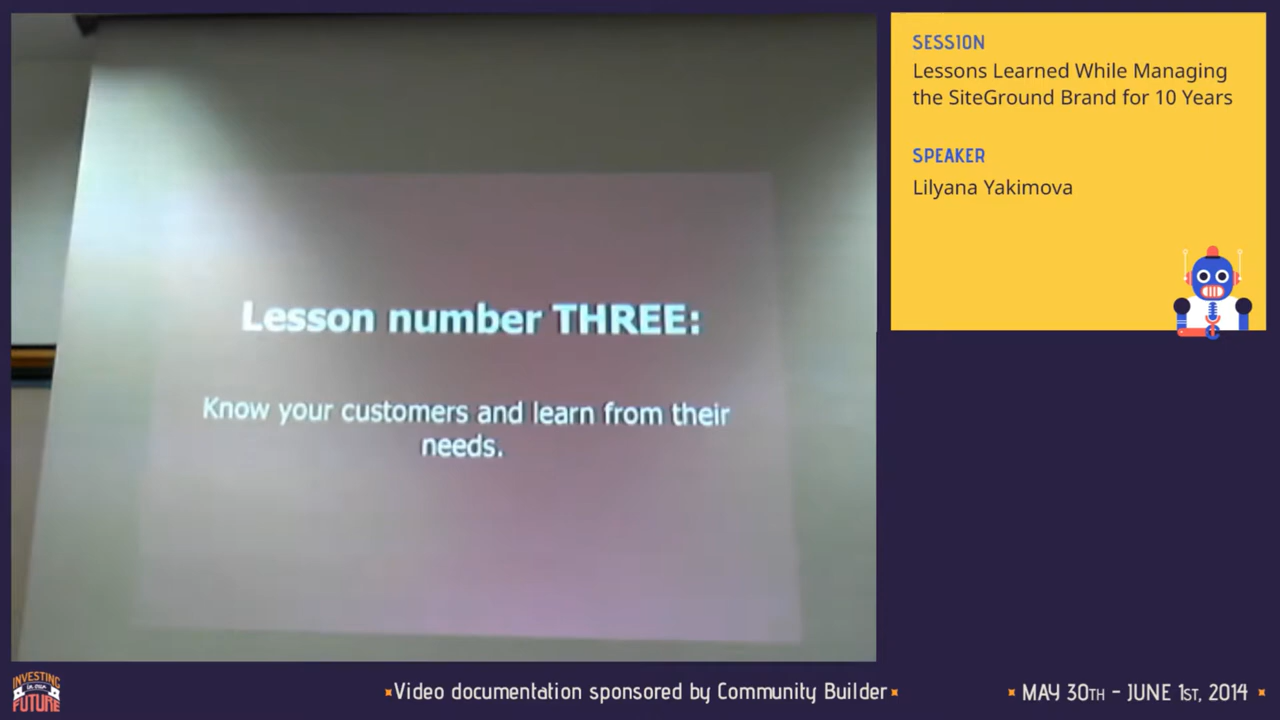 Lesson number THREE:
Know your customers and learn from their
needs.
SESSION
Lessons Learned While Managing
the SiteGround Brand for 10 Years
SPEAKER
Lilyana Yakimova
INVESTING
IN OUR
FUTURE
Video documentation sponsored by Community Builder
MAY 30TH - JUNE 1ST, 2014